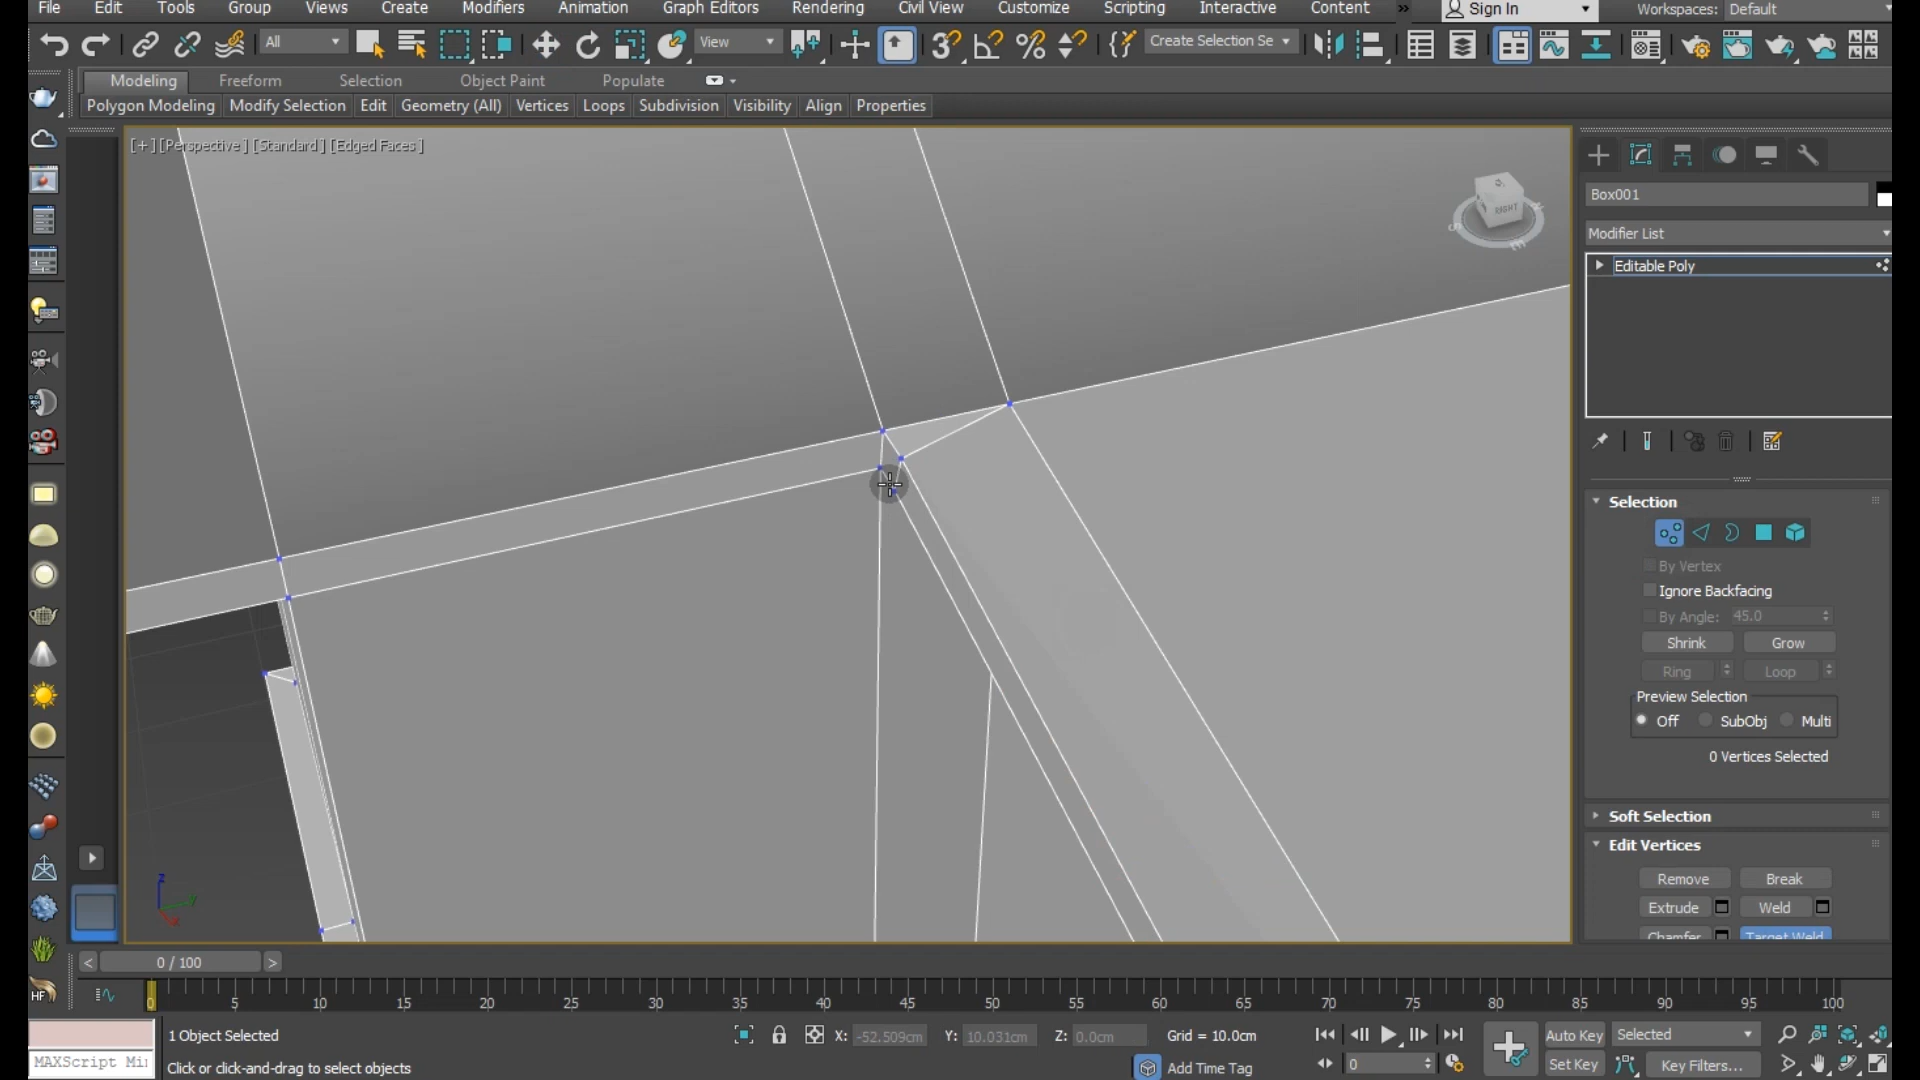 File Edit Tools Group Views Create Modifiers Animation Graph Editors Rendering Civil View Customize Scripting Interactive Content » Sign In Workspaces: Default
All View Create Selection Se
Modeling Freeform Selection Object Paint Populate
Polygon Modeling Modify Selection Edit Geometry (All) Vertices Loops Subdivision Visibility Align Properties
[+] [Perspective] [Standard] [Edged Faces]
RIGHT
Box001
Modifier List
Editable Poly
Selection
By Vertex
Ignore Backfacing
By Angle: 45.0
Shrink Grow
Ring Loop
Preview Selection
Off SubObj Multi
0 Vertices Selected
Soft Selection
Edit Vertices
Remove Break
Extrude Weld
Chamfer Target Weld
z
< 0 / 100 >
0 5 10 15 20 25 30 35 40 45 50 55 60 65 70 75 80 85 90 95 100
1 Object Selected X: -52.509cm Y: 10.031cm Z: 0.0cm Grid = 10.0cm Auto Key Selected
MAXScript Mi Click or click-and-drag to select objects Add Time Tag 0 Set Key Key Filters...
HF